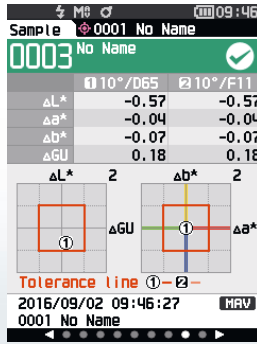 M0 09:46
Sample 0001 No Name
0003 No Name
1 10°/D65 2 10°/F11
ΔL* -0.57 -0.57
Δa* -0.04 -0.04
Δb* -0.07 -0.07
ΔGU 0.18 0.18
ΔL* 2 Δb* 2
① ΔGU ① Δa*
Tolerance line ①- 2 -
2016/09/02 09:46:27 MAV
0001 No Name